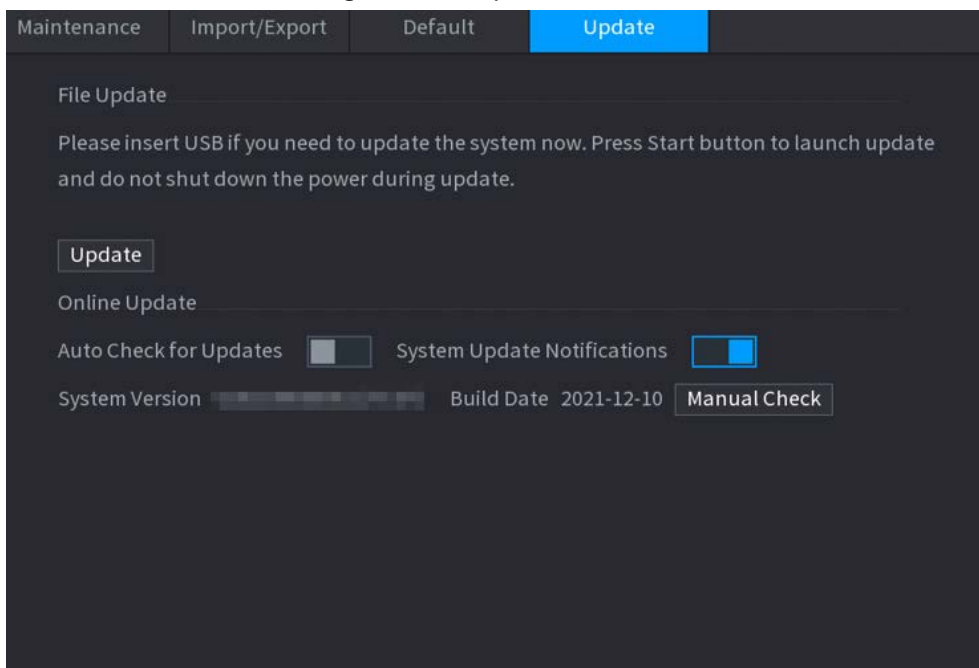 Maintenance Import/Export Default Update
File Update
Please insert USB if you need to update the system now. Press Start button to launch update
and do not shut down the power during update.
Update
Online Update
Auto Check for Updates System Update Notifications
System Version Build Date 2021-12-10 Manual Check